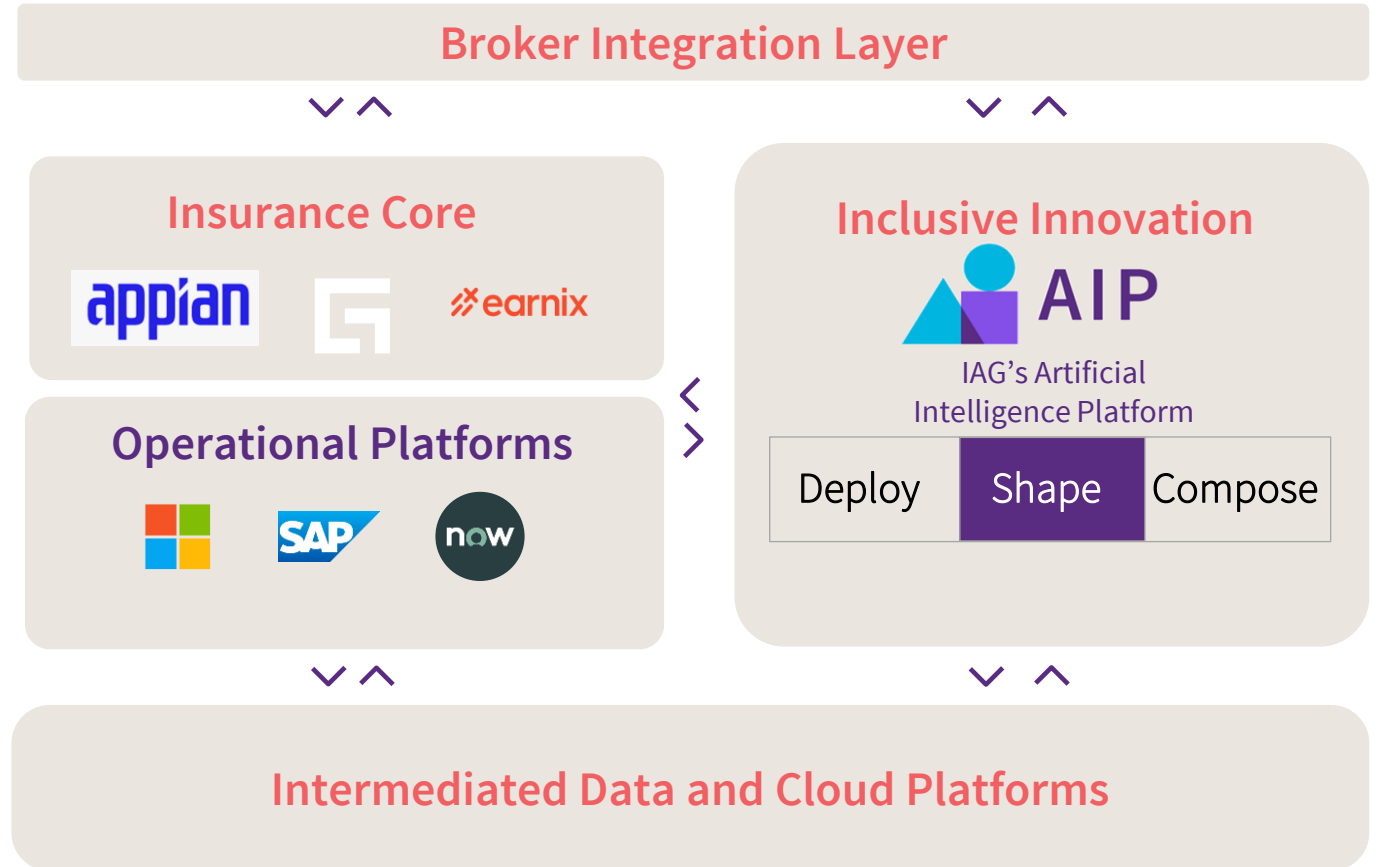 Broker Integration Layer
Insurance Core
appian
earnix
Operational Platforms
SAP
now
Inclusive Innovation
AIP
IAG’s Artificial
Intelligence Platform
Deploy Shape Compose
Intermediated Data and Cloud Platforms